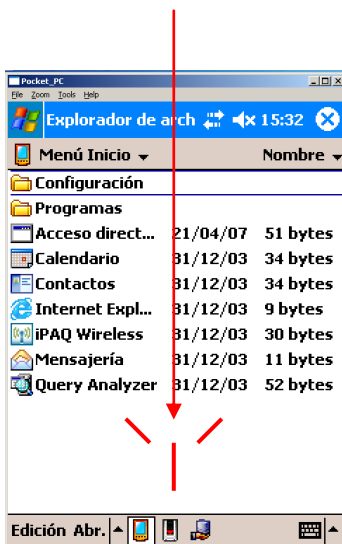 Pocket_PC
File Zoom Tools Help
Explorador de arch 15:32
Menú Inicio Nombre
Configuración
Programas
Acceso direct... 21/04/07 51 bytes
Calendario 31/12/03 34 bytes
Contactos 31/12/03 34 bytes
Internet Expl... 31/12/03 9 bytes
iPAQ Wireless 31/12/03 30 bytes
Mensajería 31/12/03 11 bytes
Query Analyzer 31/12/03 52 bytes
Edición Abr.